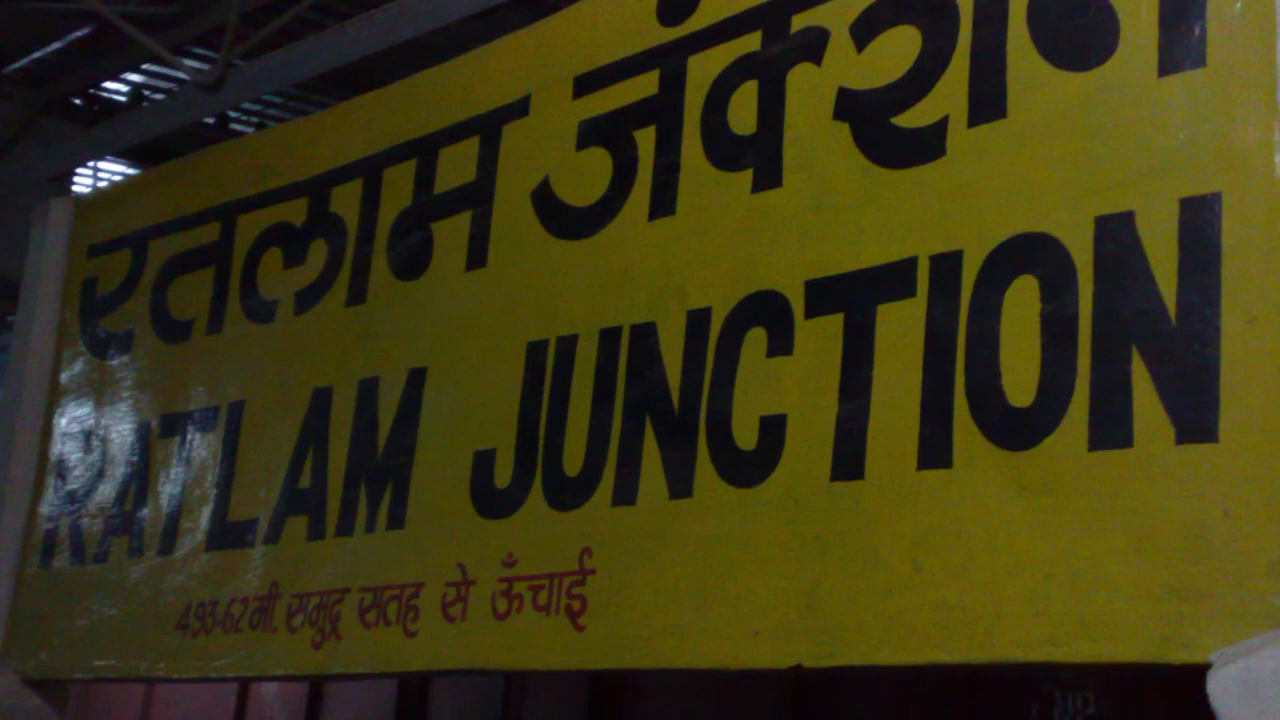 रतलाम जंक्शन
RATLAM JUNCTION
493-62 मी. समुद्र सतह से ऊँचाई